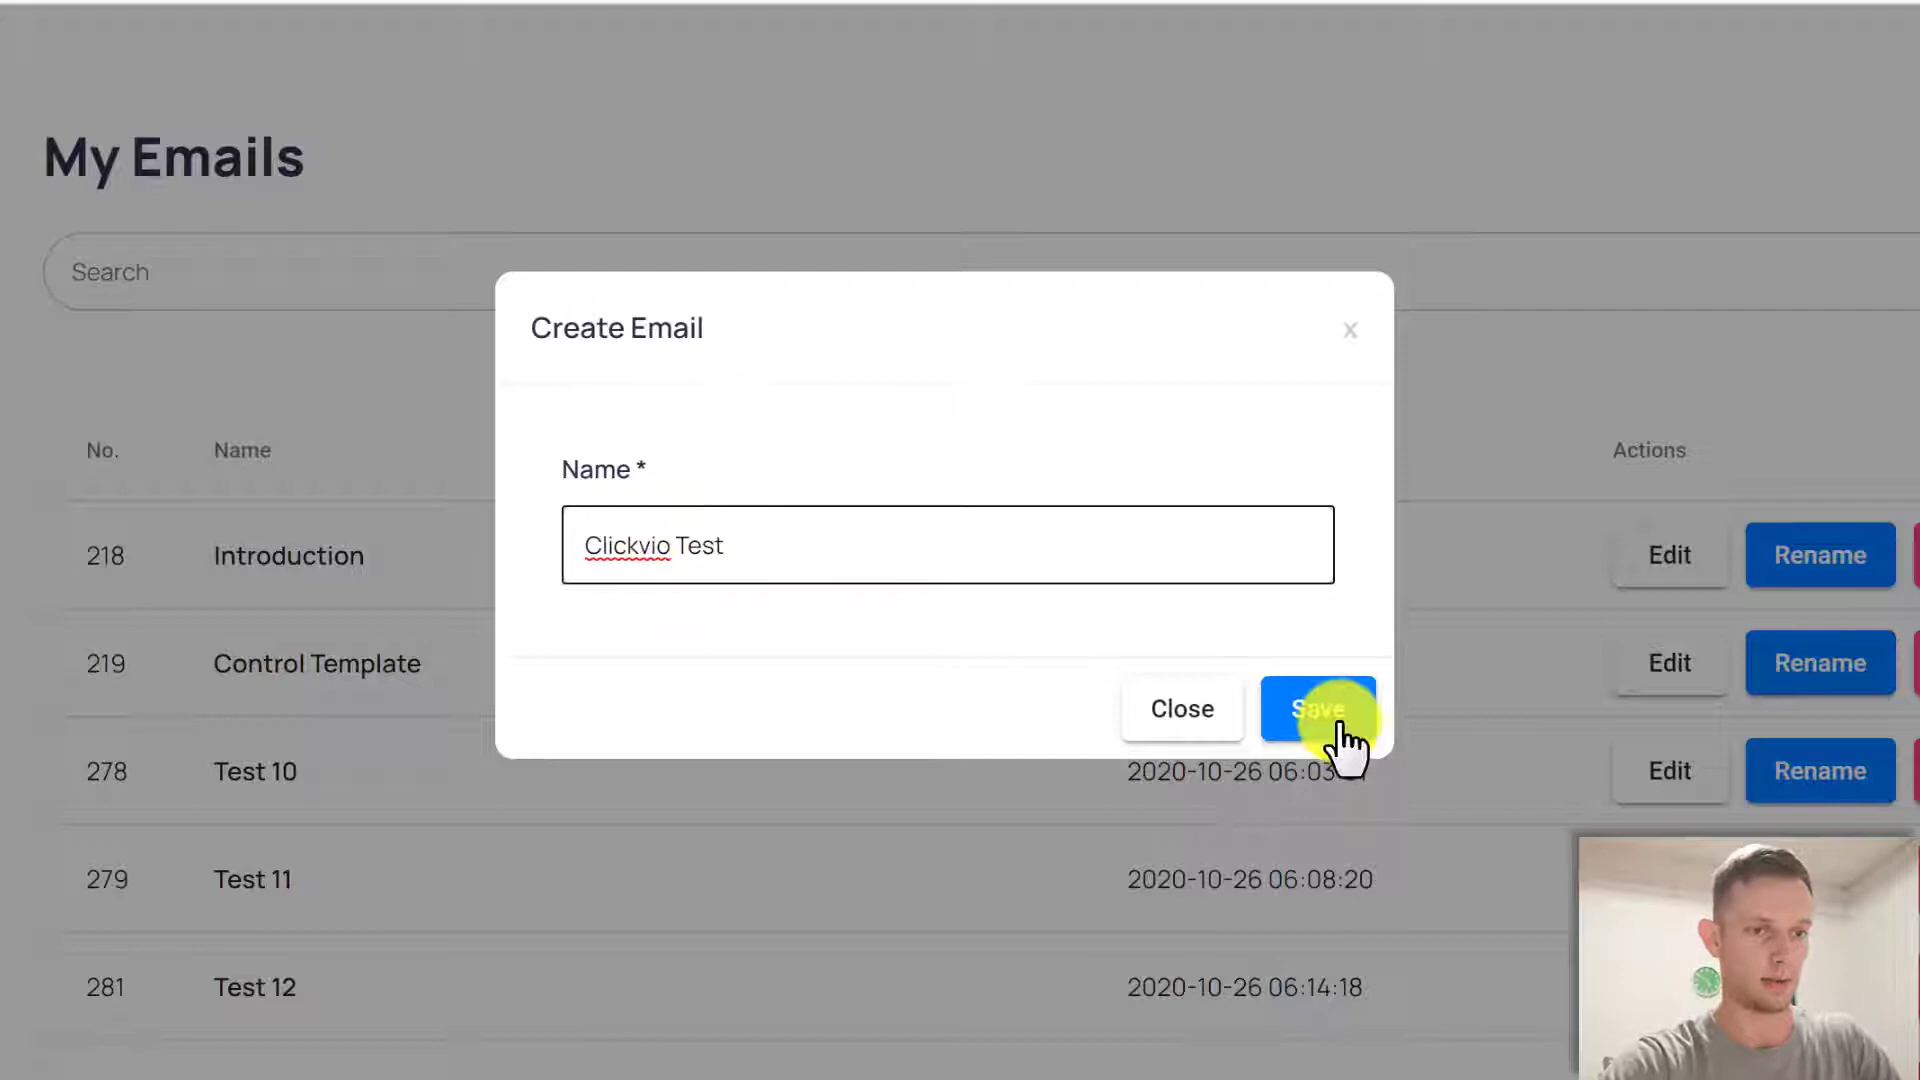 My Emails
Search
Create Email
x
Name *
Clickvio Test
Close
Save
No.
Name
Actions
218
Introduction
Edit
Rename
219
Control Template
Edit
Rename
278
Test 10
2020-10-26 06:03
Edit
Rename
279
Test 11
2020-10-26 06:08:20
281
Test 12
2020-10-26 06:14:18